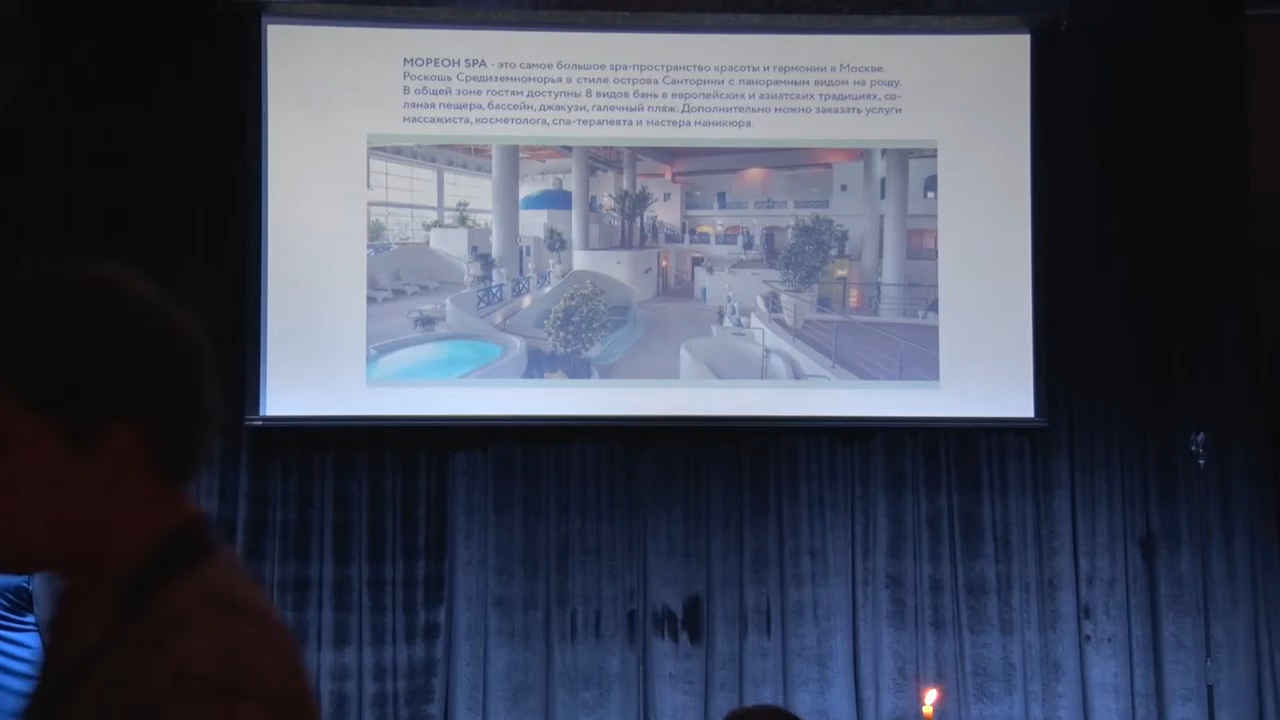 МОРЕОН SPA - это самое большое spa-пространство красоты и гармонии в Москве.
Роскошь Средиземноморья в стиле острова Санторини с панорамным видом на рощу.
В общей зоне гостям доступны 8 видов бань в европейских и азиатских традициях, со-
ляная пещера, бассейн, джакузи, галечный пляж. Дополнительно можно заказать услуги
массажиста, косметолога, спа-терапевта и мастера маникюра.